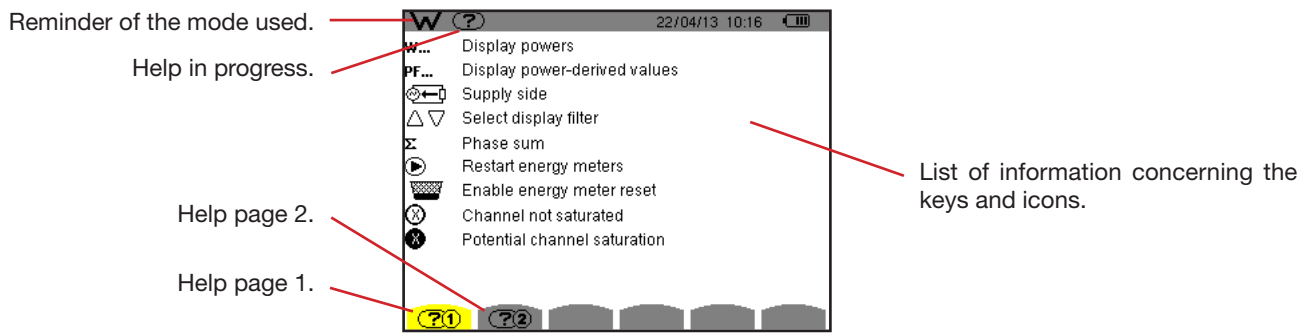 Reminder of the mode used.
W ? 22/04/13 10:16
Help in progress.
W... Display powers
PF... Display power-derived values
Supply side
Select display filter
Σ Phase sum
Restart energy meters
Enable energy meter reset
X Channel not saturated
X Potential channel saturation
List of information concerning the
keys and icons.
Help page 2.
Help page 1.
?1 ?2